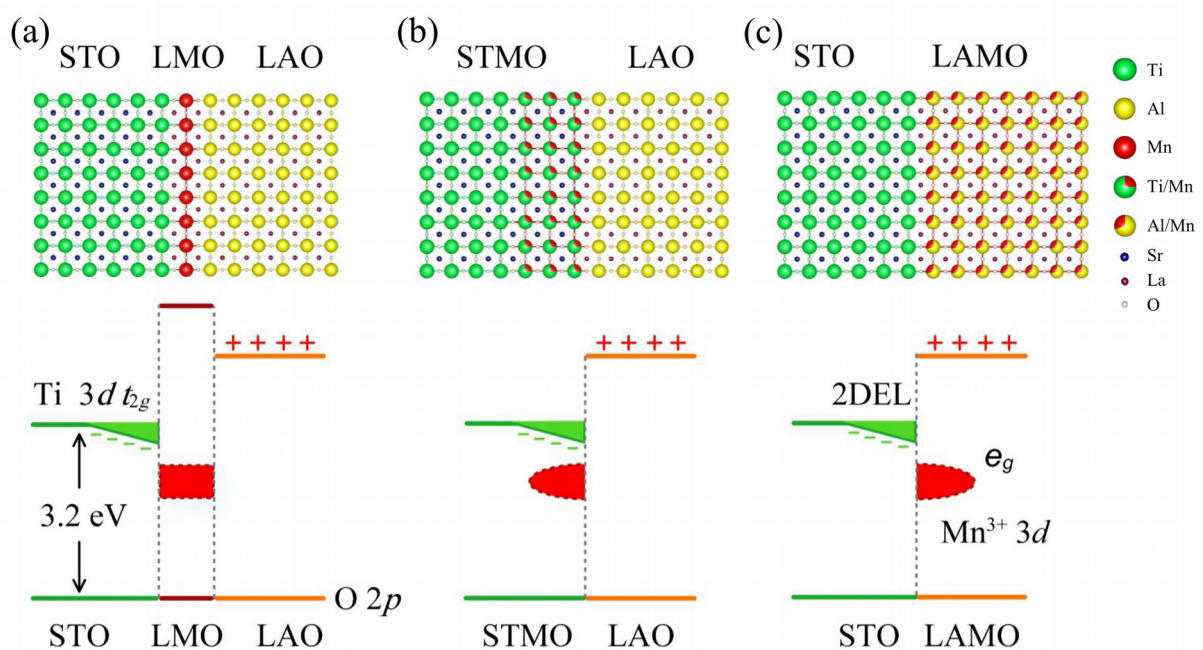 (a)
STO LMO LAO
(b)
STMO LAO
(c)
STO LAMO
Ti
Al
Mn
Ti/Mn
Al/Mn
Sr
La
O
+ + + +
Ti 3d t2g
3.2 eV
O 2p
STO LMO LAO
+ + + +
STMO LAO
+ + + +
2DEL
eg
Mn3+ 3d
STO LAMO